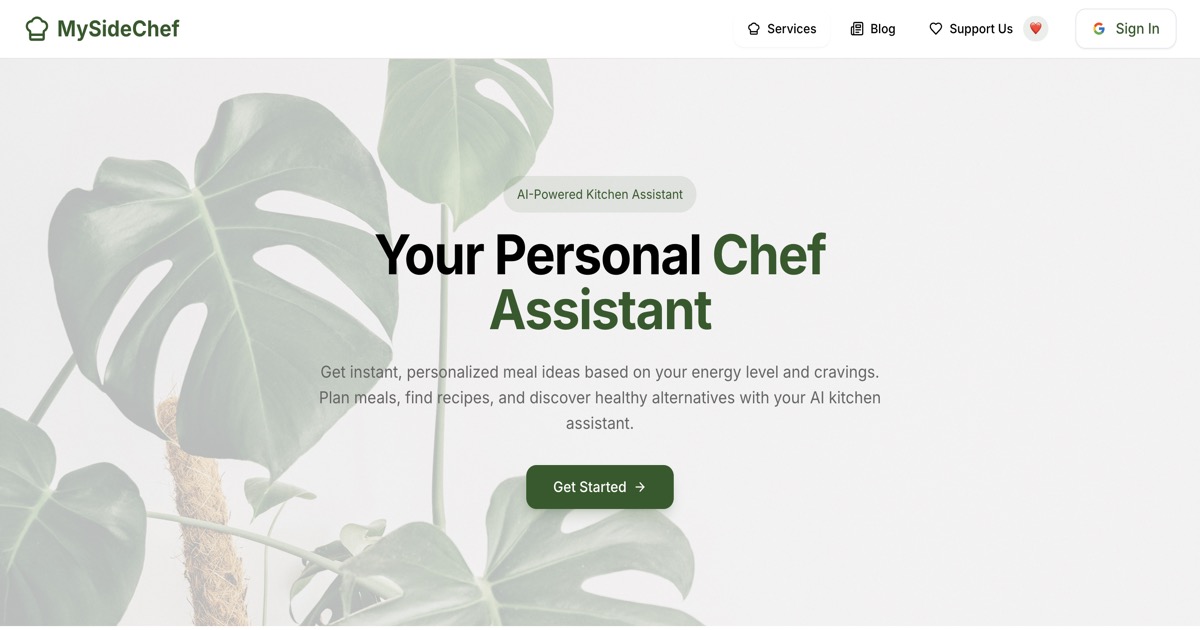 MySideChef
Services
Blog
Support Us
Sign In
AI-Powered Kitchen Assistant
Your Personal Chef
Assistant
Get instant, personalized meal ideas based on your energy level and cravings.
Plan meals, find recipes, and discover healthy alternatives with your AI kitchen
assistant.
Get Started →